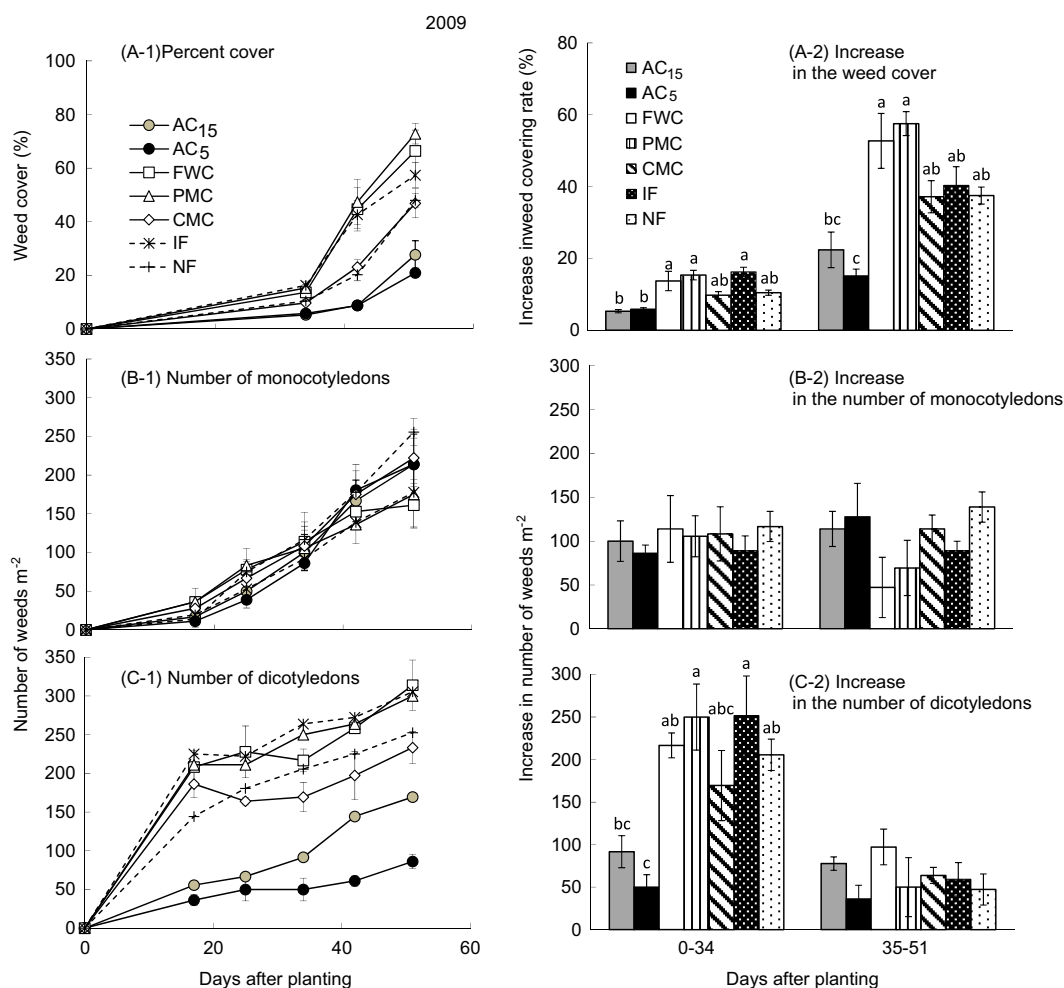 2009
(A-1)Percent cover
100
80
60
40
20
0
Weed cover (%)
AC15
AC5
FWC
PMC
CMC
IF
NF
0 20 40 60
(A-2) Increase
in the weed cover
80
60
40
20
0
Increase inweed covering rate (%)
AC15
AC5
FWC
PMC
CMC
IF
NF
b b a a ab a ab
bc c a a ab ab ab
(B-1) Number of monocotyledons
350
300
250
200
150
100
50
0
Number of weeds m-2
(B-2) Increase
in the number of monocotyledons
300
250
200
150
100
50
0
Increase in number of weeds m-2
(C-1) Number of dicotyledons
350
300
250
200
150
100
50
0
0 20 40 60
Days after planting
(C-2) Increase
in the number of dicotyledons
300
250
200
150
100
50
0
bc c ab a abc a ab
0-34 35-51
Days after planting